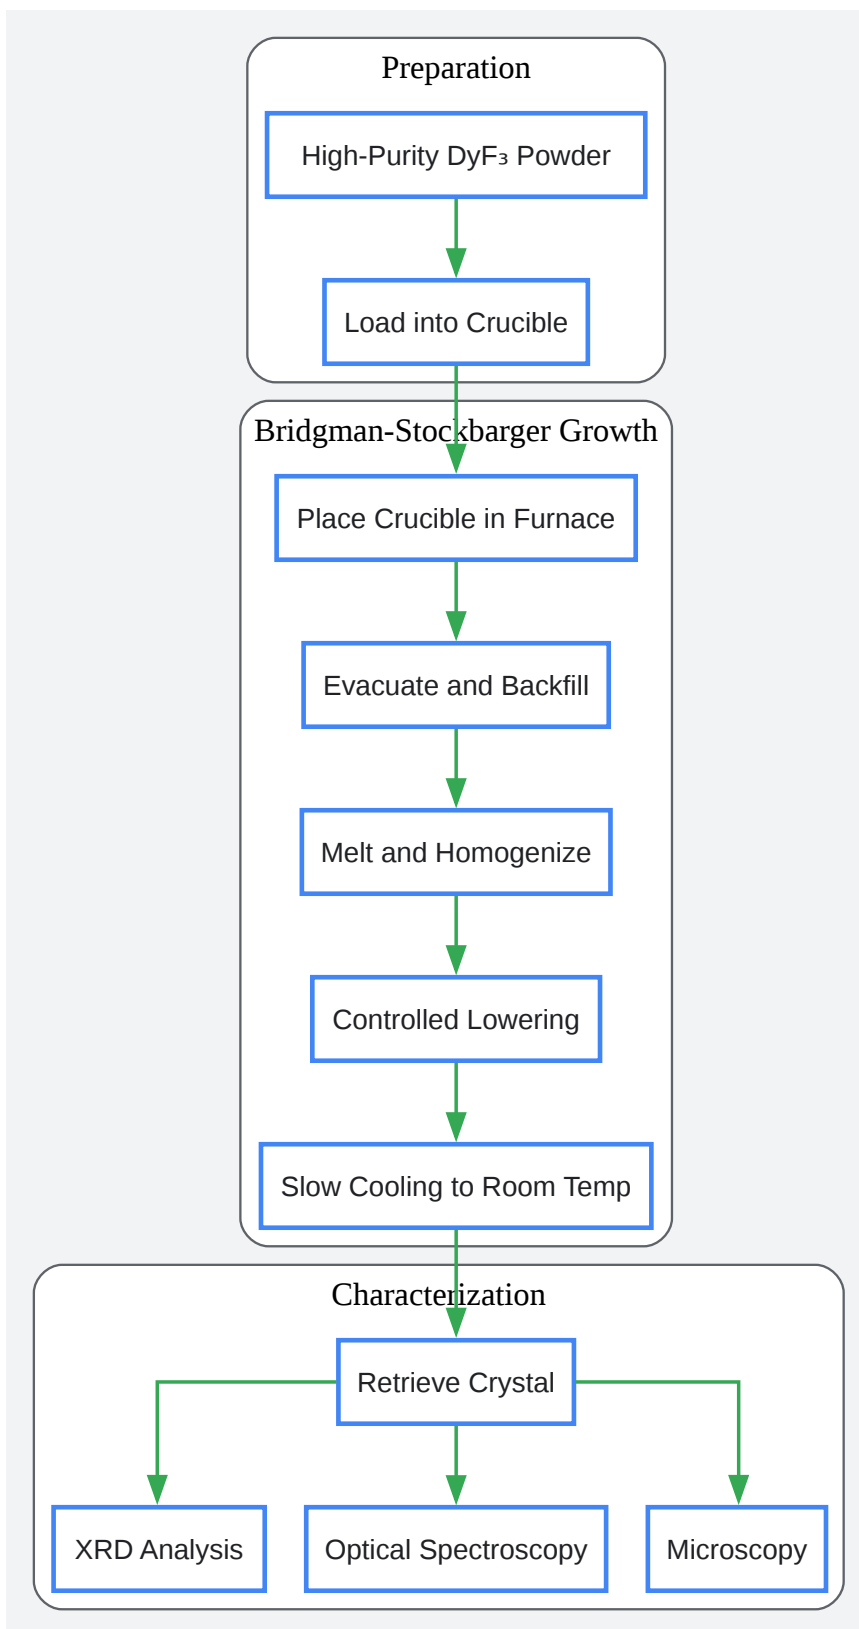 Preparation
High-Purity DyF₃ Powder
Load into Crucible
Bridgman-Stockbarger Growth
Place Crucible in Furnace
Evacuate and Backfill
Melt and Homogenize
Controlled Lowering
Slow Cooling to Room Temp
Characterization
Retrieve Crystal
XRD Analysis
Optical Spectroscopy
Microscopy